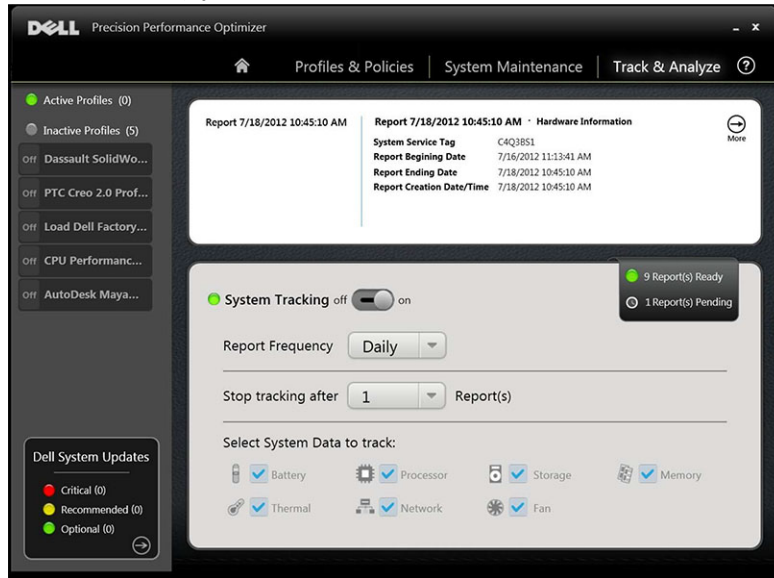 DELL Precision Performance Optimizer
Profiles & Policies
System Maintenance
Track & Analyze
?
Active Profiles (0)
Inactive Profiles (5)
Off Dassault SolidWo...
Off PTC Creo 2.0 Prof...
Off Load Dell Factory...
Off CPU Performanc...
Off AutoDesk Maya...
Dell System Updates
Critical (0)
Recommended (0)
Optional (0)
Report 7/18/2012 10:45:10 AM
Report 7/18/2012 10:45:10 AM · Hardware Information
More
System Service Tag C4Q3BS1
Report Begining Date 7/16/2012 11:13:41 AM
Report Ending Date 7/18/2012 10:45:10 AM
Report Creation Date/Time 7/18/2012 10:45:10 AM
9 Report(s) Ready
1 Report(s) Pending
System Tracking off on
Report Frequency Daily
Stop tracking after 1 Report(s)
Select System Data to track:
Battery Processor Storage Memory
Thermal Network Fan